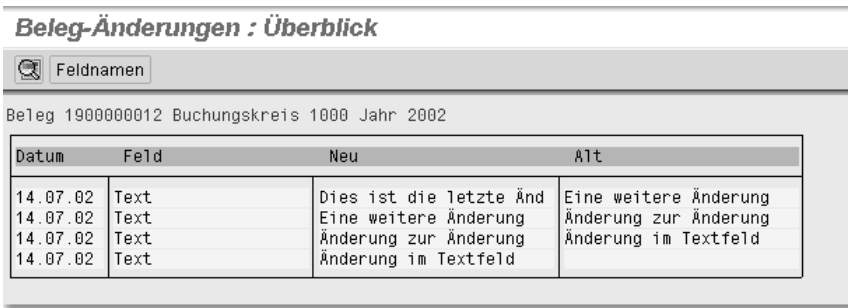 Beleg-Änderungen : Überblick
Feldnamen
Beleg 1900000012 Buchungskreis 1000 Jahr 2002
Datum Feld Neu Alt
14.07.02 Text Dies ist die letzte Änd Eine weitere Änderung
14.07.02 Text Eine weitere Änderung Änderung zur Änderung
14.07.02 Text Änderung zur Änderung Änderung im Textfeld
14.07.02 Text Änderung im Textfeld